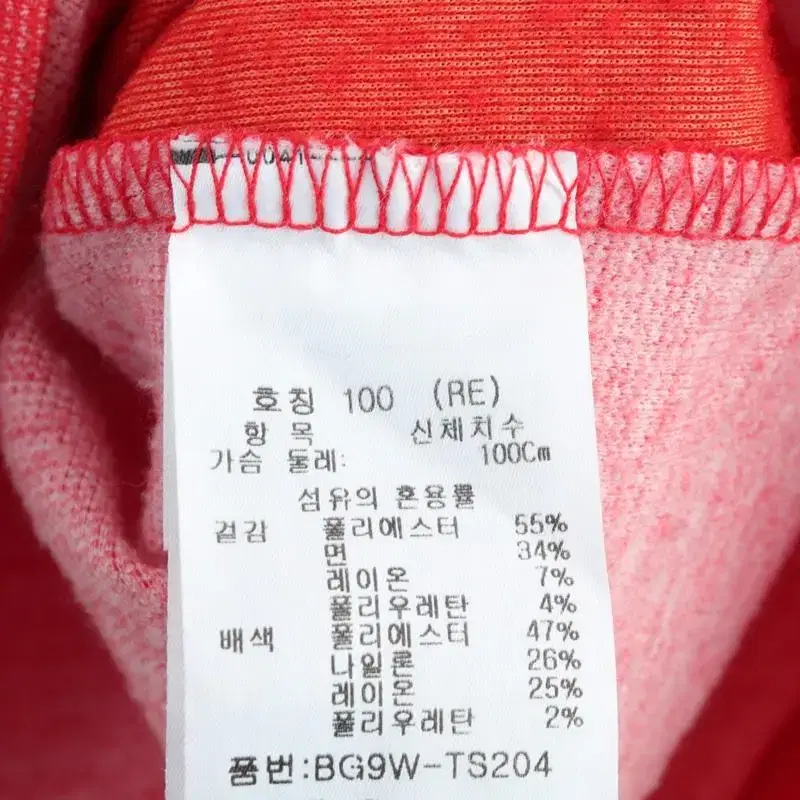 호칭 100 (RE)
항 목 신체치수
가슴 둘레: 100Cm
섬유의 혼용률
겉감 폴리에스터 55%
면 34%
레이온 7%
폴리우레탄 4%
배색 폴리에스터 47%
나일론 26%
레이온 25%
폴리우레탄 2%
품번:BG9W-TS204